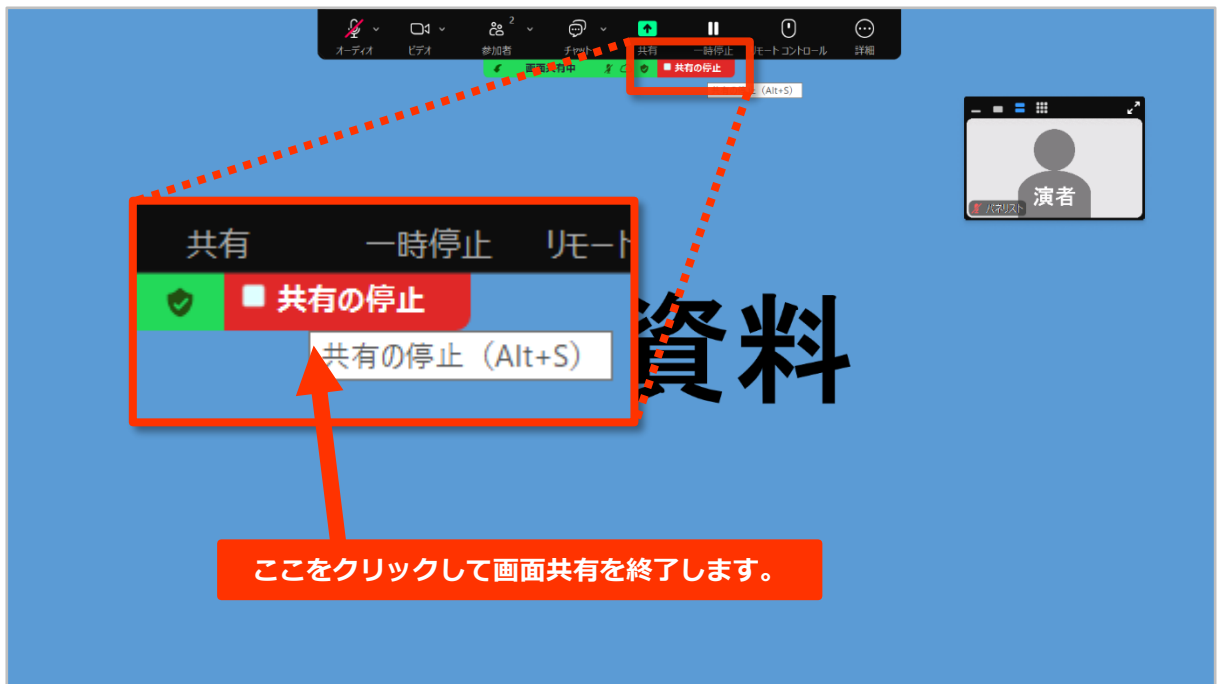 2
オーディオ ビデオ 参加者 チャット 共有 一時停止 リモート コントロール 詳細
画面共有中 共有の停止
(Alt+S)
演者
パネリスト
共有 一時停止 リモート
共有の停止
共有の停止 (Alt+S)
資料
ここをクリックして画面共有を終了します。